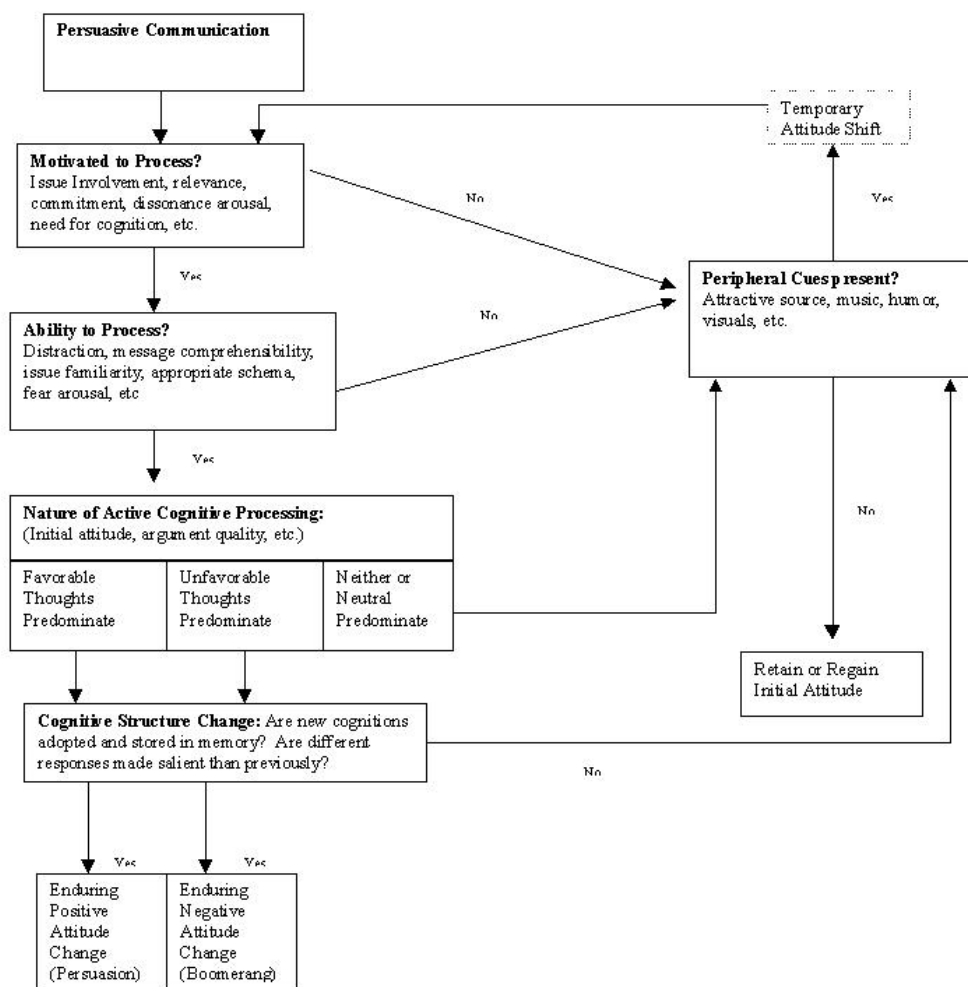 Persuasive Communication
Temporary
Attitude Shift
Motivated to Process?
Issue Involvement, relevance,
commitment, dissonance arousal,
need for cognition, etc.
No
Yes
Yes
Peripheral Cues present?
Attractive source, music, humor,
visuals, etc.
Ability to Process?
Distraction, message comprehensibility,
issue familiarity, appropriate schema,
fear arousal, etc
No
Yes
Nature of Active Cognitive Processing:
(Initial attitude, argument quality, etc.)
Favorable
Thoughts
Predominate
Unfavorable
Thoughts
Predominate
Neither or
Neutral
Predominate
No
Retain or Regain
Initial Attitude
Cognitive Structure Change: Are new cognitions
adopted and stored in memory? Are different
responses made salient than previously?
No
Yes
Yes
Enduring
Positive
Attitude
Change
(Persuasion)
Enduring
Negative
Attitude
Change
(Boomerang)